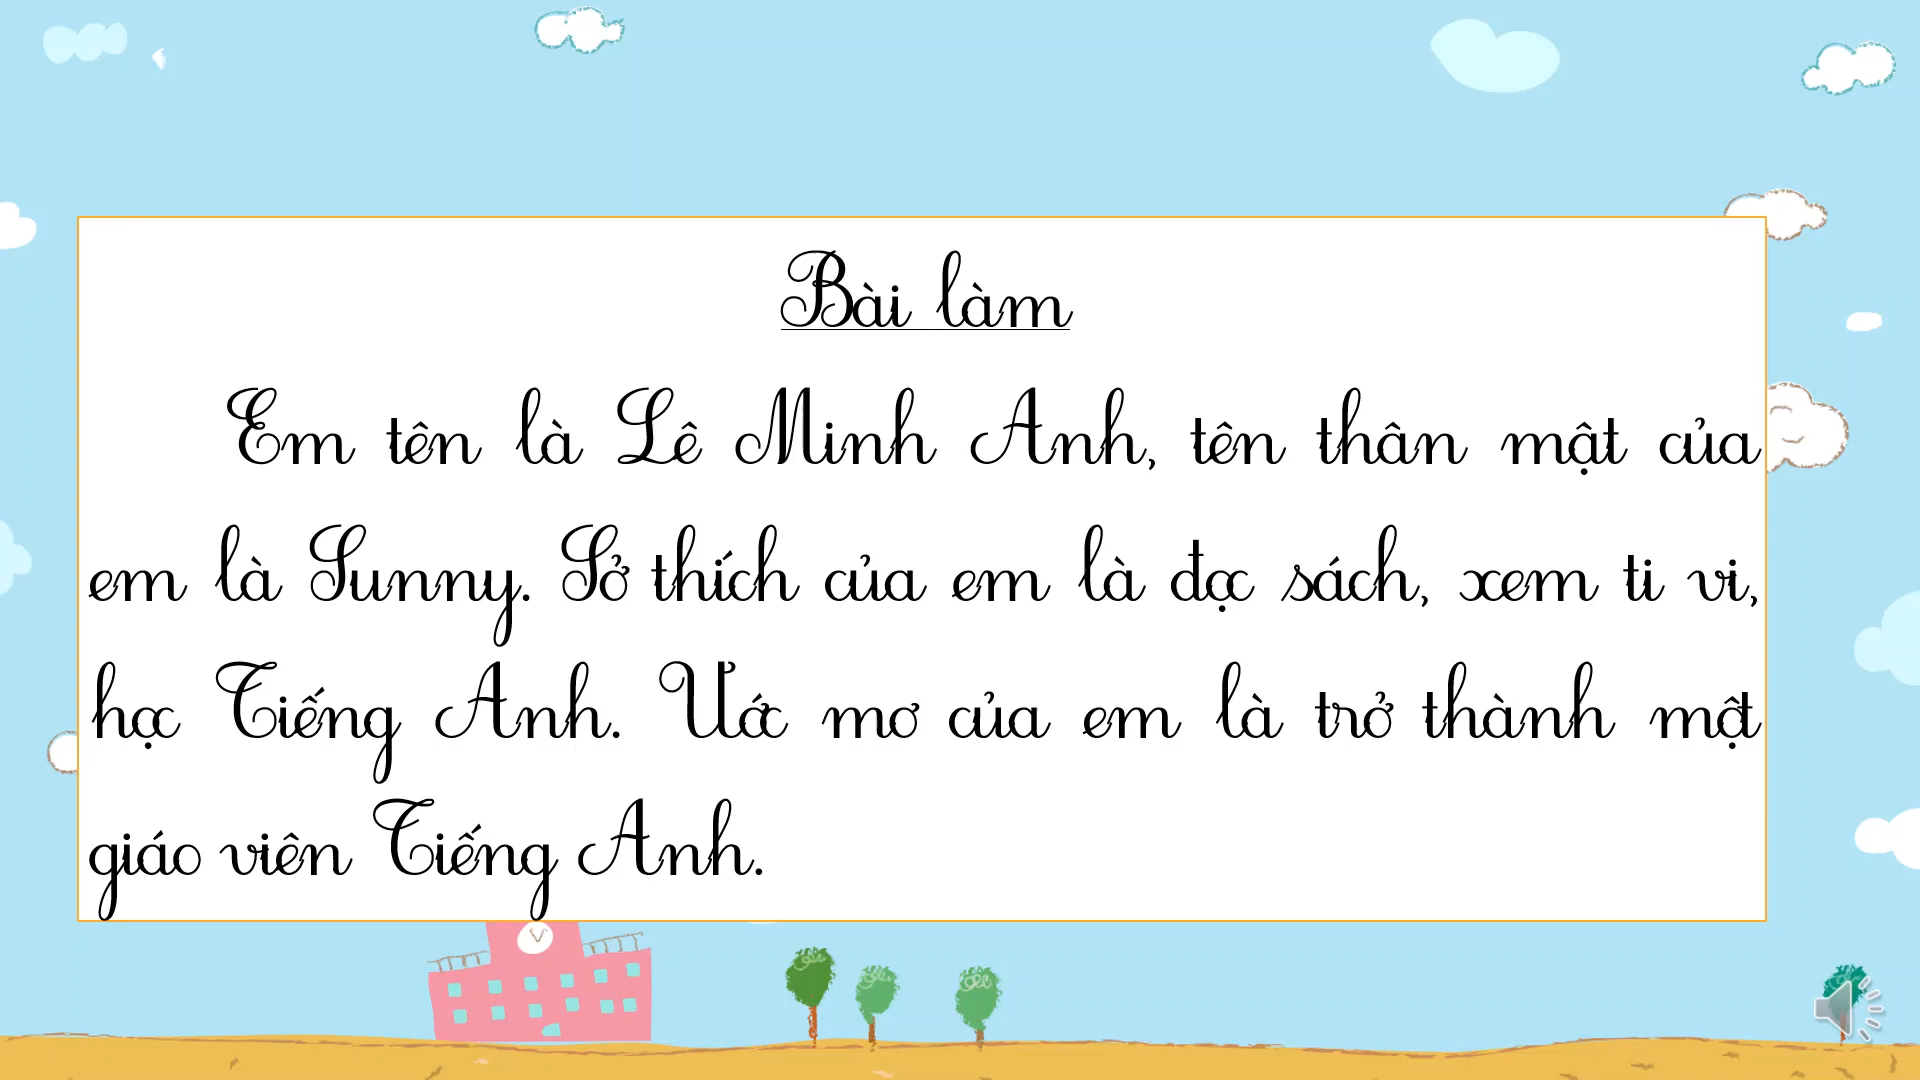 Bài làm
Em tên là Lê Minh Anh, tên thân mật của
em là Sunny. Sở thích của em là đọc sách, xem ti vi,
học Tiếng Anh. Ước mơ của em là trở thành một
giáo viên Tiếng Anh.